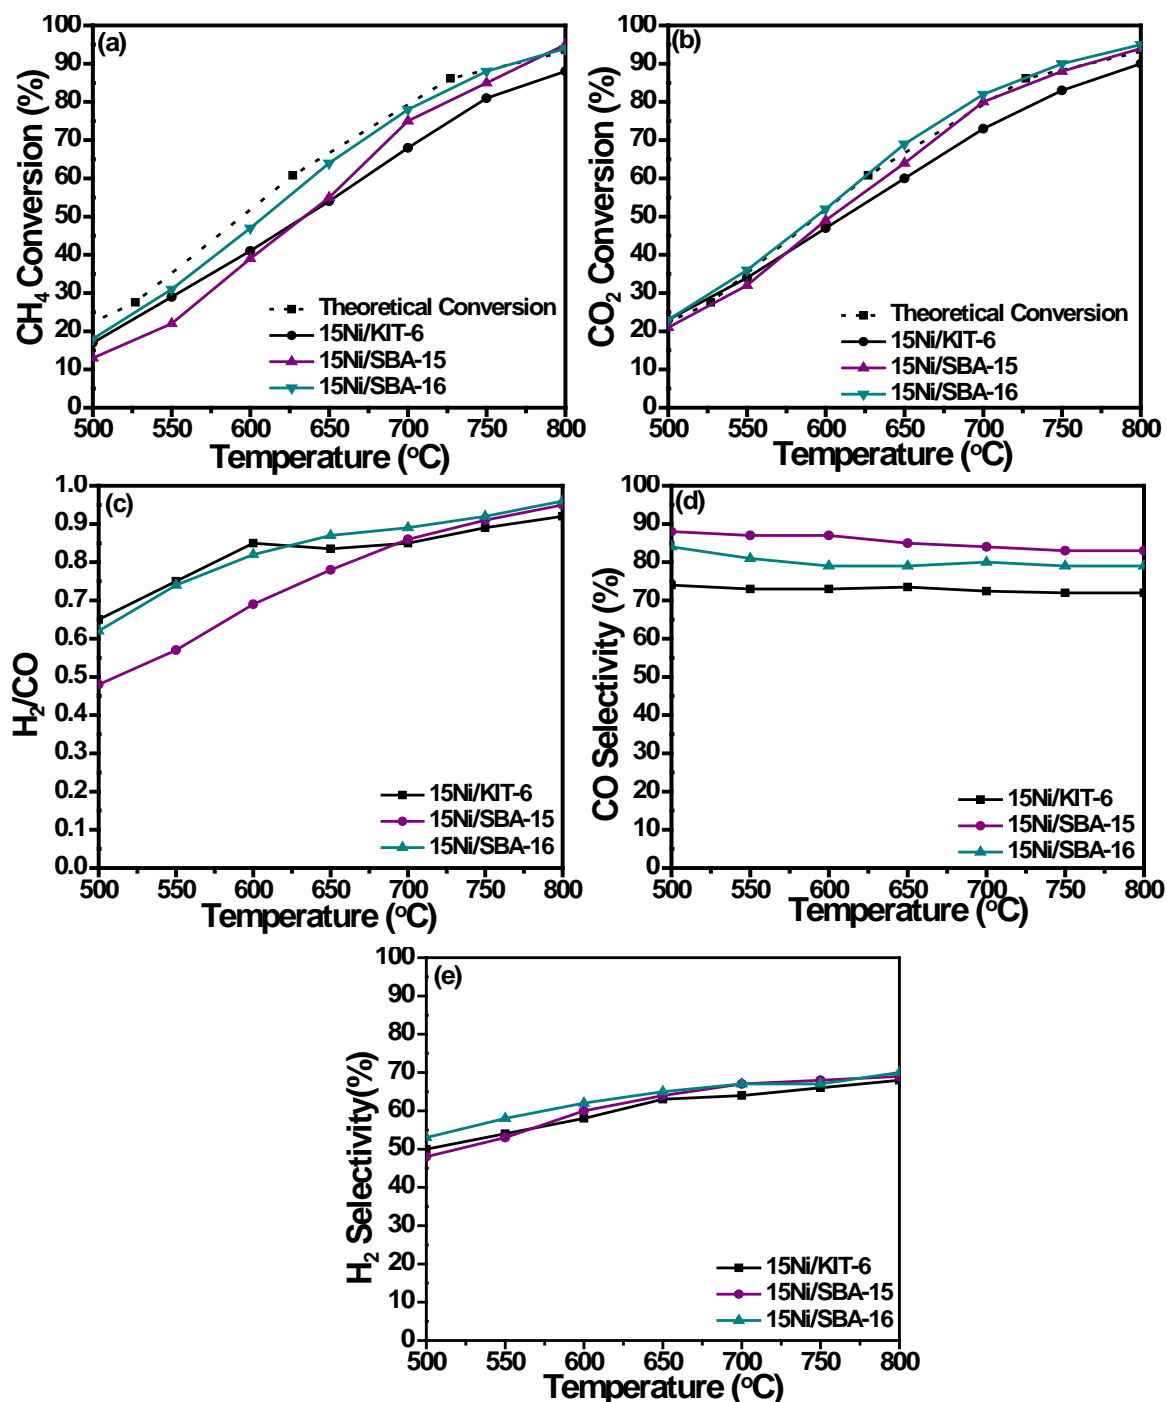 (a)
CH4 Conversion (%)
100
90
80
70
60
50
40
30
20
10
0
500 550 600 650 700 750 800
Temperature (oC)
Theoretical Conversion
15Ni/KIT-6
15Ni/SBA-15
15Ni/SBA-16
(b)
CO2 Conversion (%)
100
90
80
70
60
50
40
30
20
10
0
500 550 600 650 700 750 800
Temperature (oC)
Theoretical Conversion
15Ni/KIT-6
15Ni/SBA-15
15Ni/SBA-16
(c)
H2/CO
1.0
0.9
0.8
0.7
0.6
0.5
0.4
0.3
0.2
0.1
0.0
500 550 600 650 700 750 800
Temperature (oC)
15Ni/KIT-6
15Ni/SBA-15
15Ni/SBA-16
(d)
CO Selectivity (%)
100
90
80
70
60
50
40
30
20
10
0
500 550 600 650 700 750 800
Temperature (oC)
15Ni/KIT-6
15Ni/SBA-15
15Ni/SBA-16
(e)
H2 Selectivity(%)
100
90
80
70
60
50
40
30
20
10
0
500 550 600 650 700 750 800
Temperature (oC)
15Ni/KIT-6
15Ni/SBA-15
15Ni/SBA-16